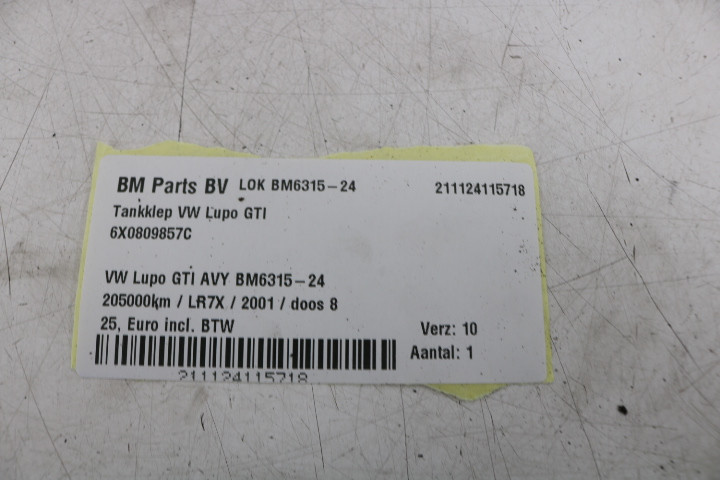 BM Parts BV LOK BM6315-24 211124115718
Tankklep VW Lupo GTI
6X0809857C
VW Lupo GTI AVY BM6315-24
205000km / LR7X / 2001 / doos 8
25, Euro incl. BTW Verz: 10
Aantal: 1
211124115718